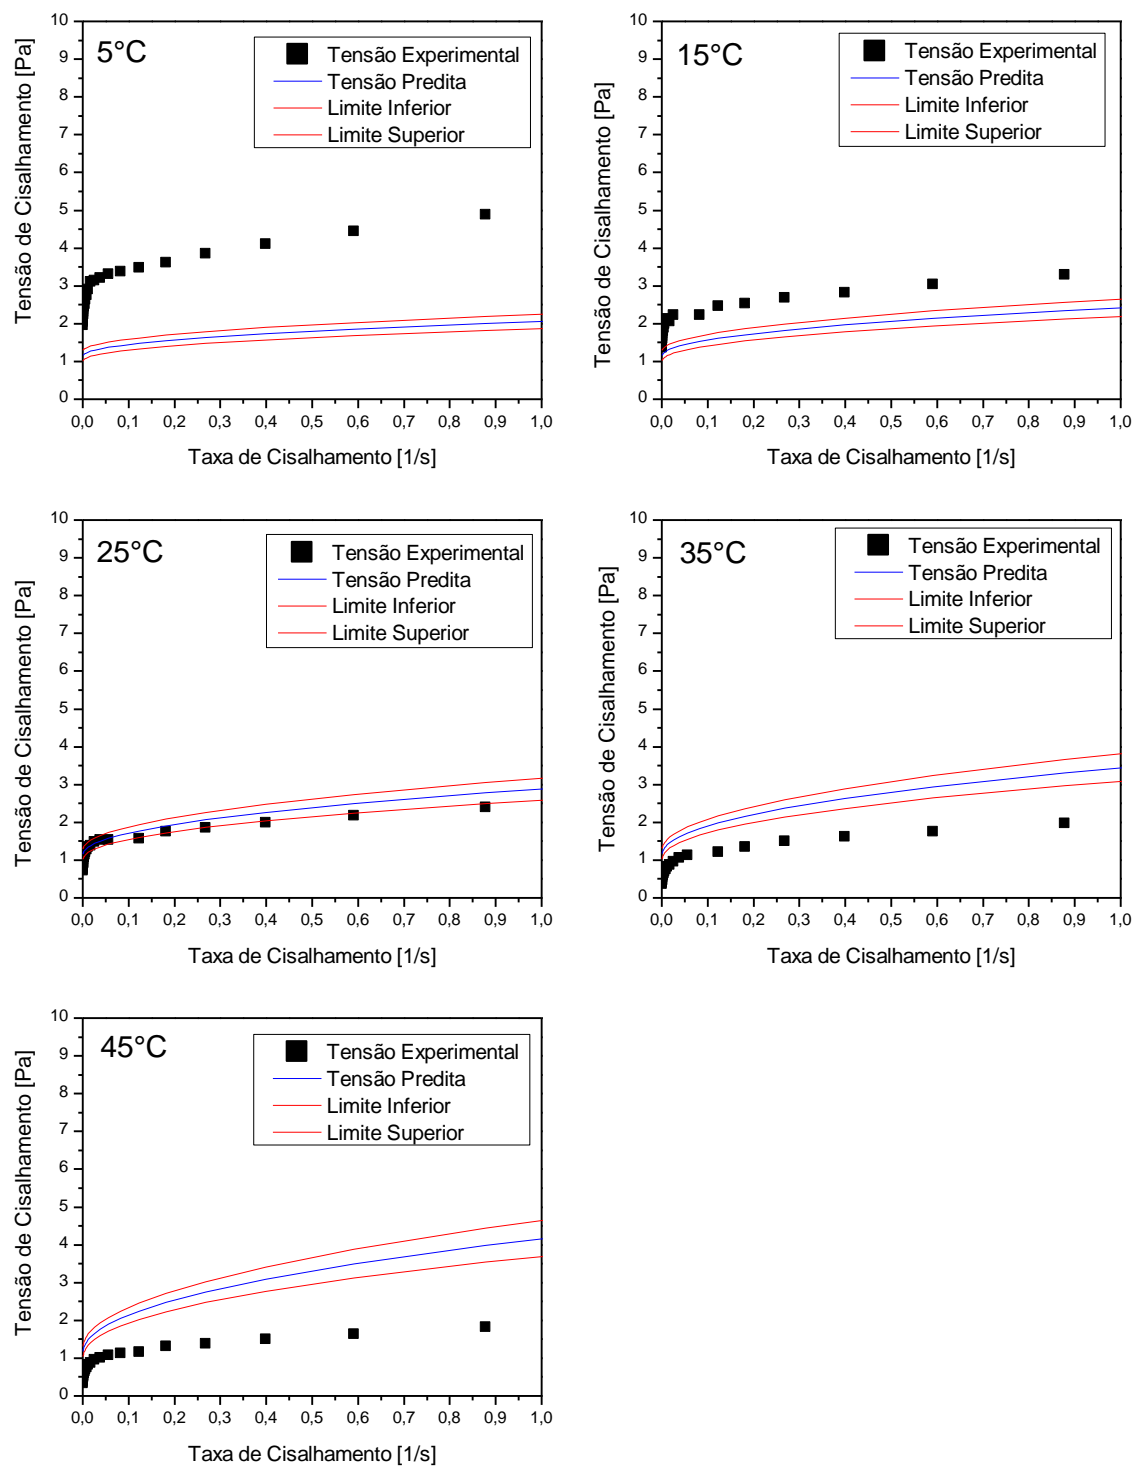 5°C
Tensão Experimental
Tensão Predita
Limite Inferior
Limite Superior
Tensão de Cisalhamento [Pa]
10
9
8
7
6
5
4
3
2
1
0
0,0 0,1 0,2 0,3 0,4 0,5 0,6 0,7 0,8 0,9 1,0
Taxa de Cisalhamento [1/s]
15°C
Tensão Experimental
Tensão Predita
Limite Inferior
Limite Superior
Tensão de Cisalhamento [Pa]
10
9
8
7
6
5
4
3
2
1
0
0,0 0,1 0,2 0,3 0,4 0,5 0,6 0,7 0,8 0,9 1,0
Taxa de Cisalhamento [1/s]
25°C
Tensão Experimental
Tensão Predita
Limite Inferior
Limite Superior
Tensão de Cisalhamento [Pa]
10
9
8
7
6
5
4
3
2
1
0
0,0 0,1 0,2 0,3 0,4 0,5 0,6 0,7 0,8 0,9 1,0
Taxa de Cisalhamento [1/s]
35°C
Tensão Experimental
Tensão Predita
Limite Inferior
Limite Superior
Tensão de Cisalhamento [Pa]
10
9
8
7
6
5
4
3
2
1
0
0,0 0,1 0,2 0,3 0,4 0,5 0,6 0,7 0,8 0,9 1,0
Taxa de Cisalhamento [1/s]
45°C
Tensão Experimental
Tensão Predita
Limite Inferior
Limite Superior
Tensão de Cisalhamento [Pa]
10
9
8
7
6
5
4
3
2
1
0
0,0 0,1 0,2 0,3 0,4 0,5 0,6 0,7 0,8 0,9 1,0
Taxa de Cisalhamento [1/s]